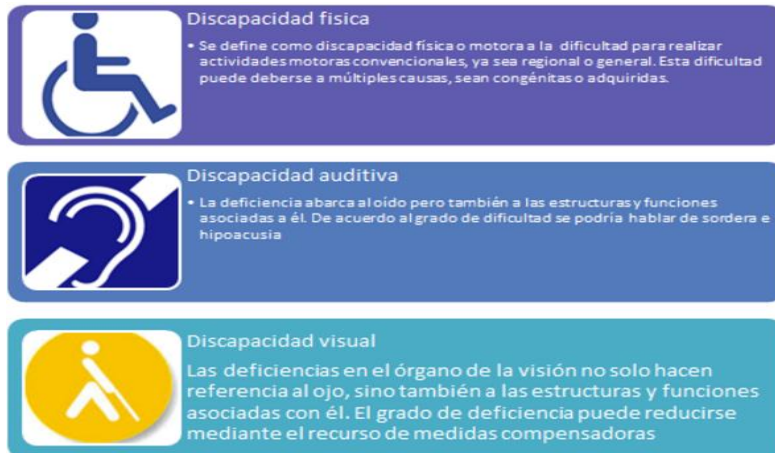 Discapacidad fisica
• Se define como discapacidad física o motora a la dificultad para realizar
actividades motoras convencionales, ya sea regional o general. Esta dificultad
puede deberse a múltiples causas, sean congénitas o adquiridas.
Discapacidad auditiva
• La deficiencia abarca al oído pero también a las estructuras y funciones
asociadas a él. De acuerdo al grado de dificultad se podría hablar de sordera e
hipoacusia
Discapacidad visual
Las deficiencias en el órgano de la visión no solo hacen
referencia al ojo, sino también a las estructuras y funciones
asociadas con él. El grado de deficiencia puede reducirse
mediante el recurso de medidas compensadoras